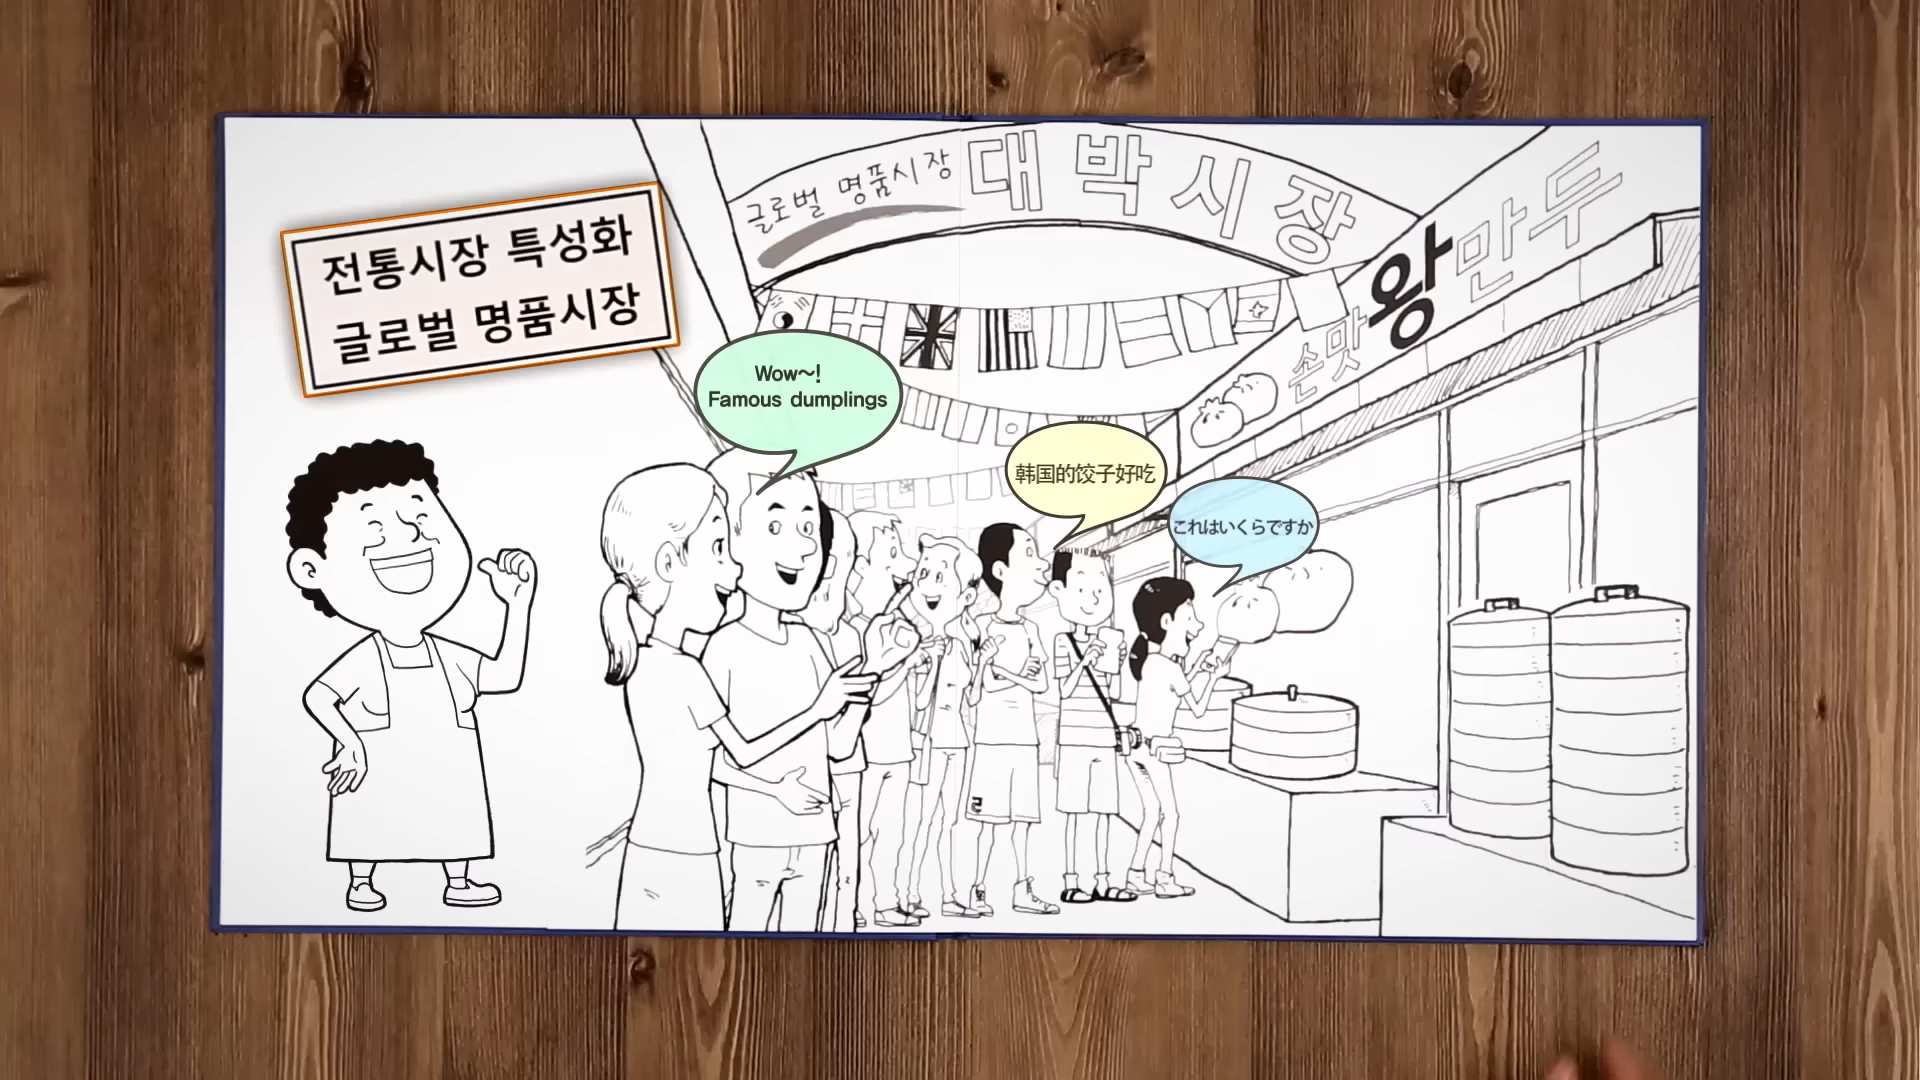 글로벌 명품시장 대박시장
전통시장 특성화
글로벌 명품시장
손맛 왕만두
Wow~!
Famous dumplings
韩国的饺子好吃
これはいくらですか